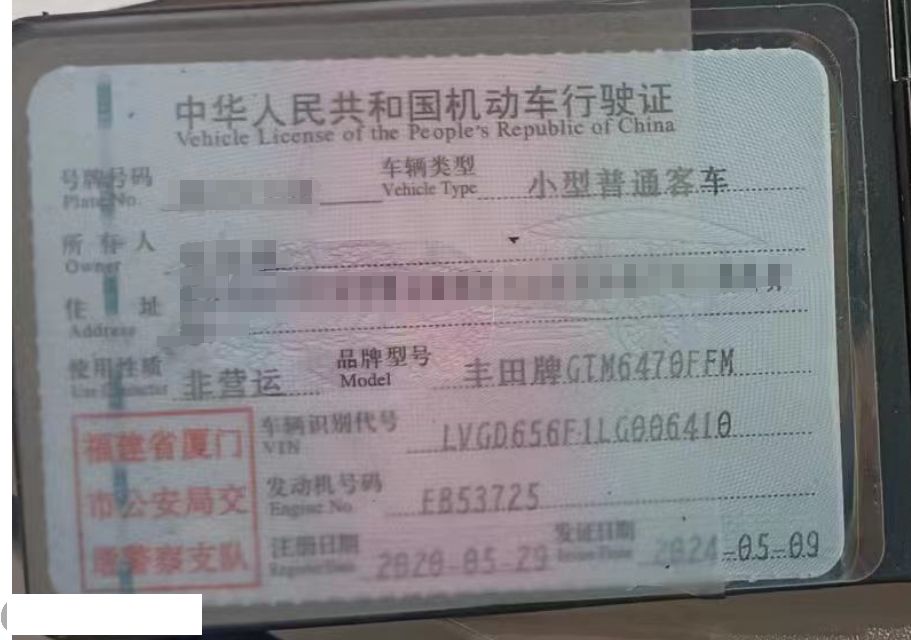 中华人民共和国机动车行驶证
Vehicle License of the People's Republic of China
号牌号码
Plate No.
车辆类型
Vehicle Type
小型普通客车
所有人
Owner
住址
Address
使用性质
Use Character
非营运
品牌型号
Model
丰田牌GTM6470FFM
福建省厦门
市公安局交
通警察支队
车辆识别代号
VIN
LVGD656F1LG006410
发动机号码
Engine No.
EB53725
注册日期
2020-05-29
发证日期
Issue Date
2024-05-09